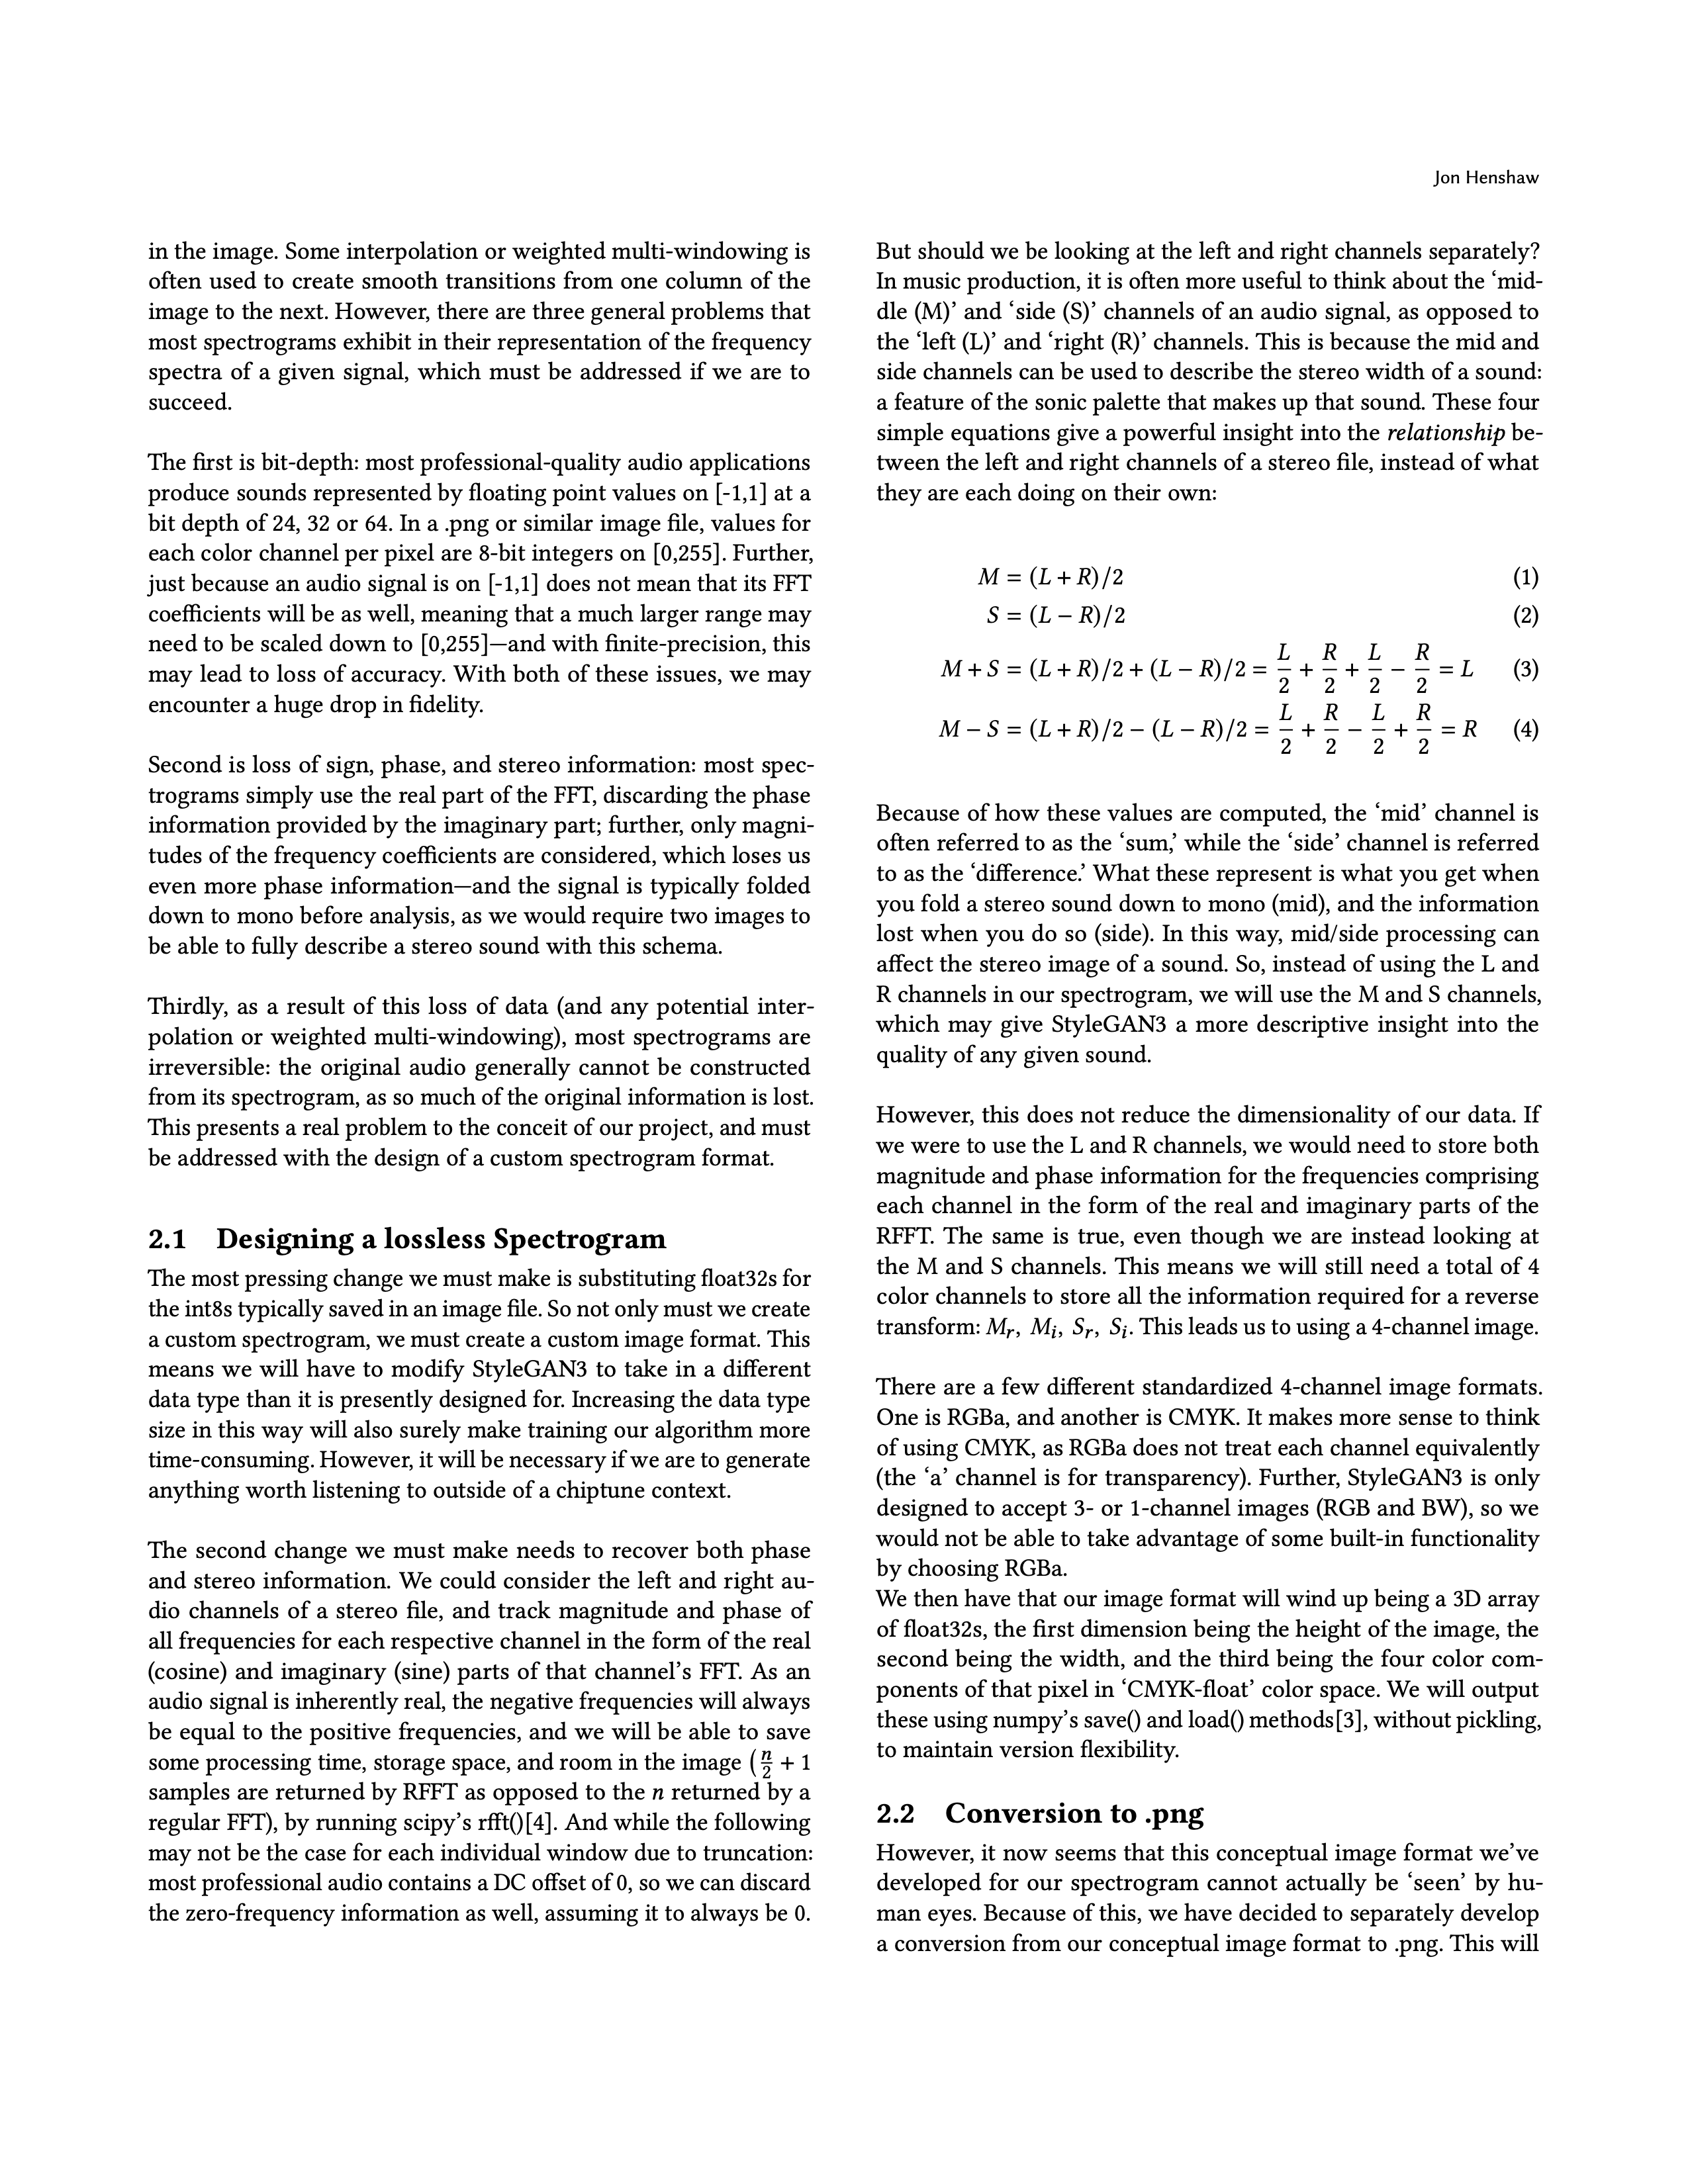 Jon Henshaw
in the image. Some interpolation or weighted multi-windowing is
often used to create smooth transitions from one column of the
image to the next. However, there are three general problems that
most spectrograms exhibit in their representation of the frequency
spectra of a given signal, which must be addressed if we are to
succeed.
The first is bit-depth: most professional-quality audio applications
produce sounds represented by floating point values on [-1,1] at a
bit depth of 24, 32 or 64. In a .png or similar image file, values for
each color channel per pixel are 8-bit integers on [0,255]. Further,
just because an audio signal is on [-1,1] does not mean that its FFT
coefficients will be as well, meaning that a much larger range may
need to be scaled down to [0,255]—and with finite-precision, this
may lead to loss of accuracy. With both of these issues, we may
encounter a huge drop in fidelity.
Second is loss of sign, phase, and stereo information: most spec-
trograms simply use the real part of the FFT, discarding the phase
information provided by the imaginary part; further, only magni-
tudes of the frequency coefficients are considered, which loses us
even more phase information—and the signal is typically folded
down to mono before analysis, as we would require two images to
be able to fully describe a stereo sound with this schema.
Thirdly, as a result of this loss of data (and any potential inter-
polation or weighted multi-windowing), most spectrograms are
irreversible: the original audio generally cannot be constructed
from its spectrogram, as so much of the original information is lost.
This presents a real problem to the conceit of our project, and must
be addressed with the design of a custom spectrogram format.
2.1 Designing a lossless Spectrogram
The most pressing change we must make is substituting float32s for
the int8s typically saved in an image file. So not only must we create
a custom spectrogram, we must create a custom image format. This
means we will have to modify StyleGAN3 to take in a different
data type than it is presently designed for. Increasing the data type
size in this way will also surely make training our algorithm more
time-consuming. However, it will be necessary if we are to generate
anything worth listening to outside of a chiptune context.
The second change we must make needs to recover both phase
and stereo information. We could consider the left and right au-
dio channels of a stereo file, and track magnitude and phase of
all frequencies for each respective channel in the form of the real
(cosine) and imaginary (sine) parts of that channel's FFT. As an
audio signal is inherently real, the negative frequencies will always
be equal to the positive frequencies, and we will be able to save
some processing time, storage space, and room in the image (n/2 + 1
samples are returned by RFFT as opposed to the n returned by a
regular FFT), by running scipy's rfft()[4]. And while the following
may not be the case for each individual window due to truncation:
most professional audio contains a DC offset of 0, so we can discard
the zero-frequency information as well, assuming it to always be 0.
But should we be looking at the left and right channels separately?
In music production, it is often more useful to think about the 'mid-
dle (M)' and 'side (S)' channels of an audio signal, as opposed to
the 'left (L)' and 'right (R)' channels. This is because the mid and
side channels can be used to describe the stereo width of a sound:
a feature of the sonic palette that makes up that sound. These four
simple equations give a powerful insight into the relationship be-
tween the left and right channels of a stereo file, instead of what
they are each doing on their own:
M = (L + R)/2 (1)
S = (L − R)/2 (2)
M + S = (L + R)/2 + (L − R)/2 = L/2 + R/2 + L/2 − R/2 = L (3)
M − S = (L + R)/2 − (L − R)/2 = L/2 + R/2 − L/2 + R/2 = R (4)
Because of how these values are computed, the 'mid' channel is
often referred to as the 'sum,' while the 'side' channel is referred
to as the 'difference.' What these represent is what you get when
you fold a stereo sound down to mono (mid), and the information
lost when you do so (side). In this way, mid/side processing can
affect the stereo image of a sound. So, instead of using the L and
R channels in our spectrogram, we will use the M and S channels,
which may give StyleGAN3 a more descriptive insight into the
quality of any given sound.
However, this does not reduce the dimensionality of our data. If
we were to use the L and R channels, we would need to store both
magnitude and phase information for the frequencies comprising
each channel in the form of the real and imaginary parts of the
RFFT. The same is true, even though we are instead looking at
the M and S channels. This means we will still need a total of 4
color channels to store all the information required for a reverse
transform: Mr, Mi, Sr, Si. This leads us to using a 4-channel image.
There are a few different standardized 4-channel image formats.
One is RGBa, and another is CMYK. It makes more sense to think
of using CMYK, as RGBa does not treat each channel equivalently
(the 'a' channel is for transparency). Further, StyleGAN3 is only
designed to accept 3- or 1-channel images (RGB and BW), so we
would not be able to take advantage of some built-in functionality
by choosing RGBa.
We then have that our image format will wind up being a 3D array
of float32s, the first dimension being the height of the image, the
second being the width, and the third being the four color com-
ponents of that pixel in 'CMYK-float' color space. We will output
these using numpy's save() and load() methods[3], without pickling,
to maintain version flexibility.
2.2 Conversion to .png
However, it now seems that this conceptual image format we've
developed for our spectrogram cannot actually be 'seen' by hu-
man eyes. Because of this, we have decided to separately develop
a conversion from our conceptual image format to .png. This will